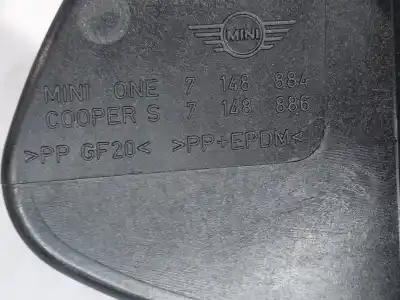 MINI
MINI ONE 7 148 884
COOPER S 7 148 886
>PP GF20< >PP+EPDM<